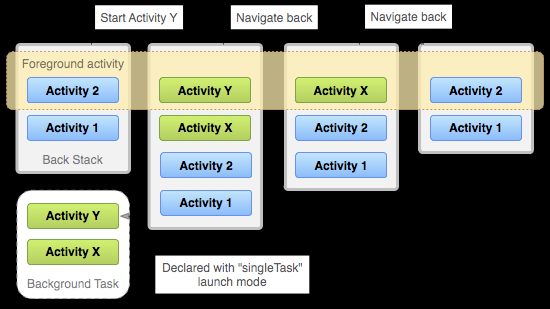 Start Activity Y
Navigate back
Navigate back
Foreground activity
Activity 2
Activity Y
Activity X
Activity 2
Activity 1
Activity X
Activity 2
Activity 1
Back Stack
Activity 2
Activity 1
Activity 1
Activity Y
Activity X
Background Task
Declared with "singleTask"
launch mode